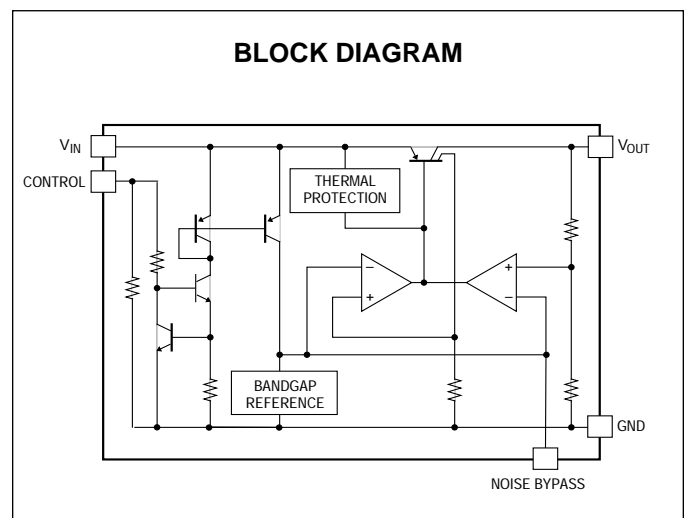 BLOCK DIAGRAM
VIN
VOUT
CONTROL
THERMAL
PROTECTION
−
+
+
−
BANDGAP
REFERENCE
GND
NOISE BYPASS